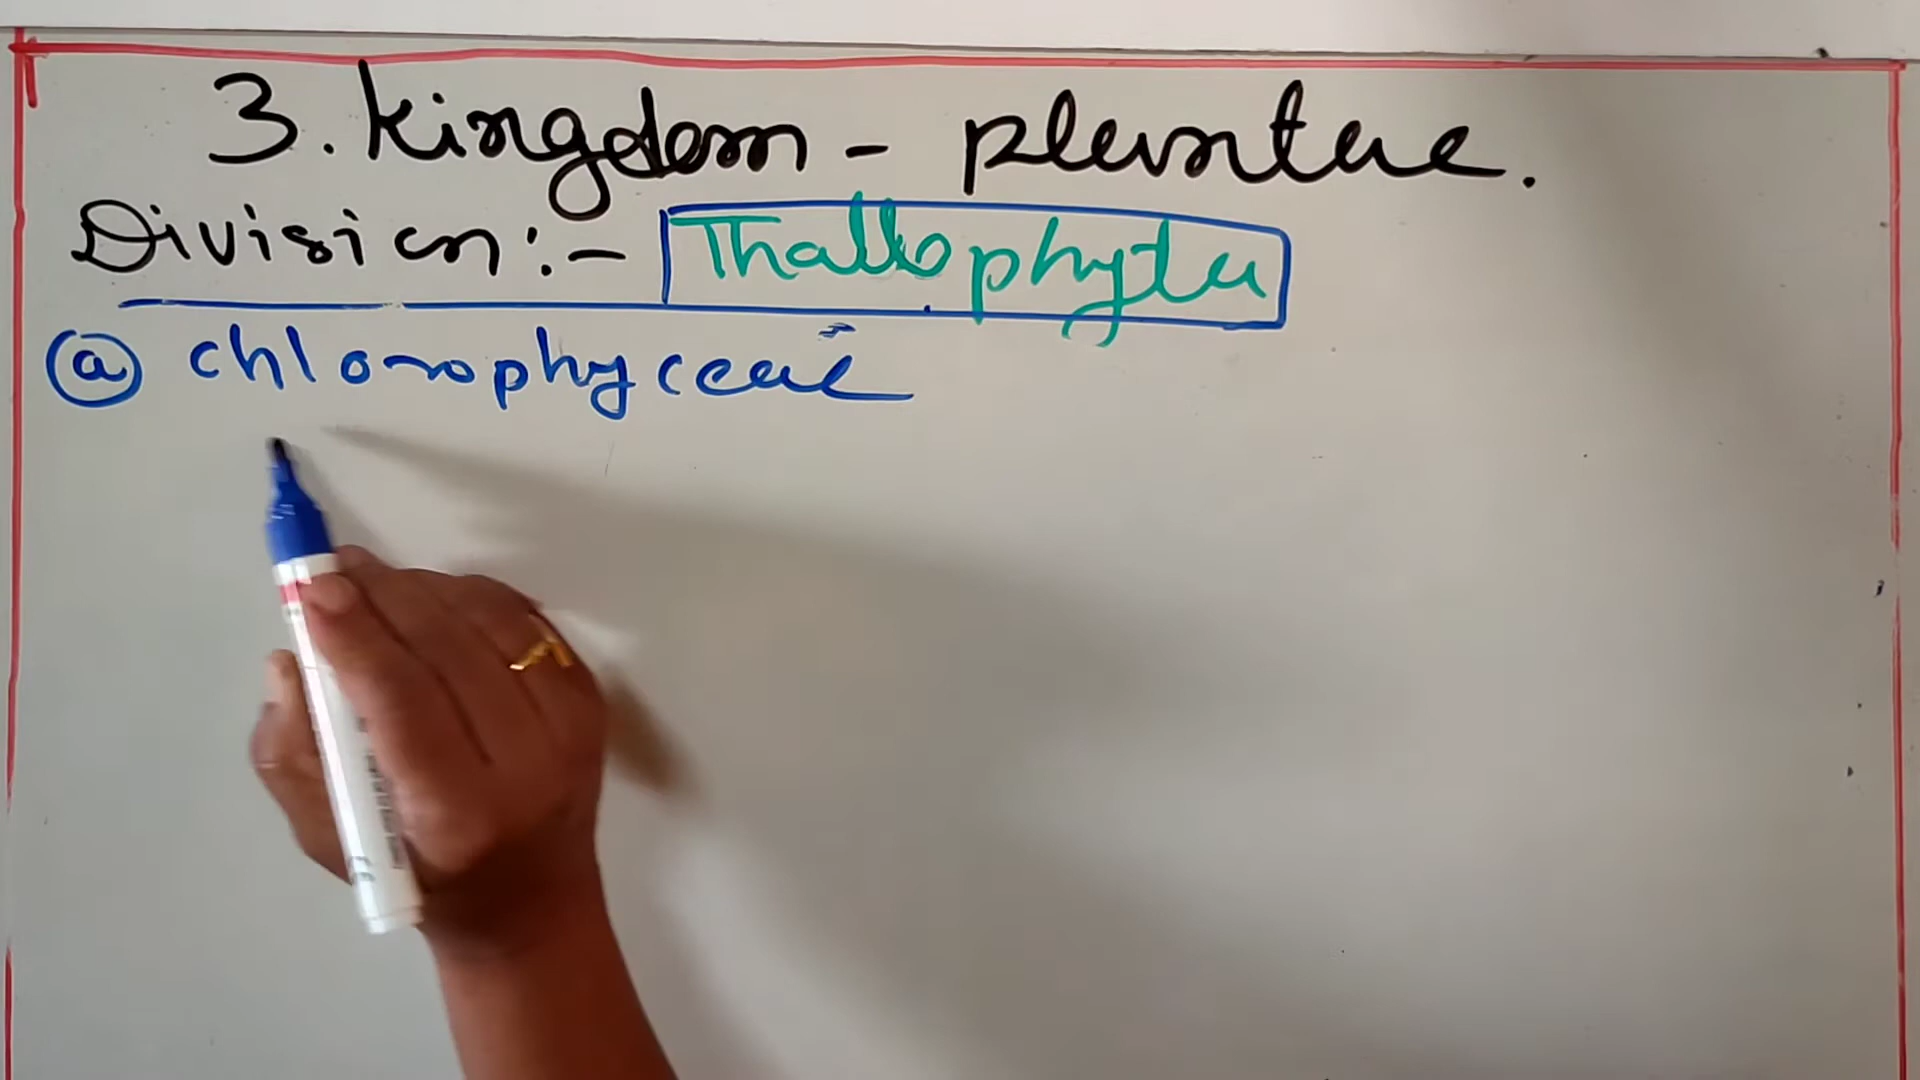 3. kingdom - plantae.
Division :- Thallophyta
(a) chlorophyceae